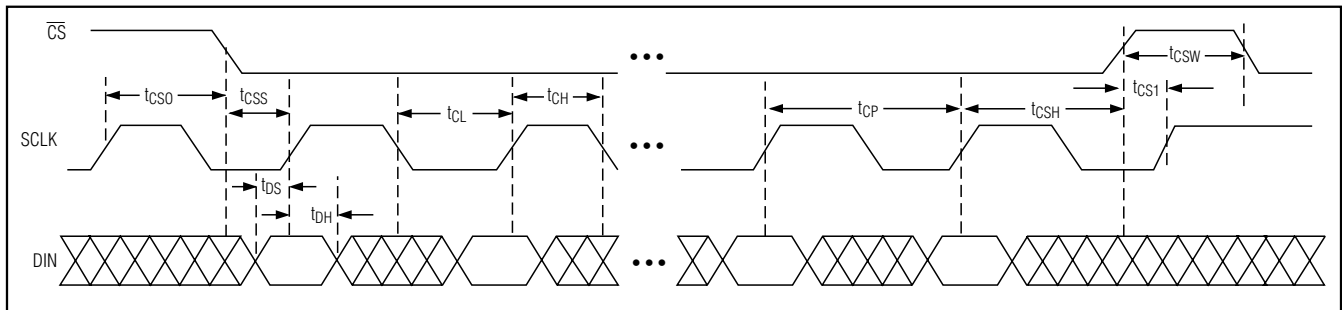 CS
tCSW
tCSO tCSS tCL tCH tCP tCSH tCS1
SCLK
tDS
tDH
DIN